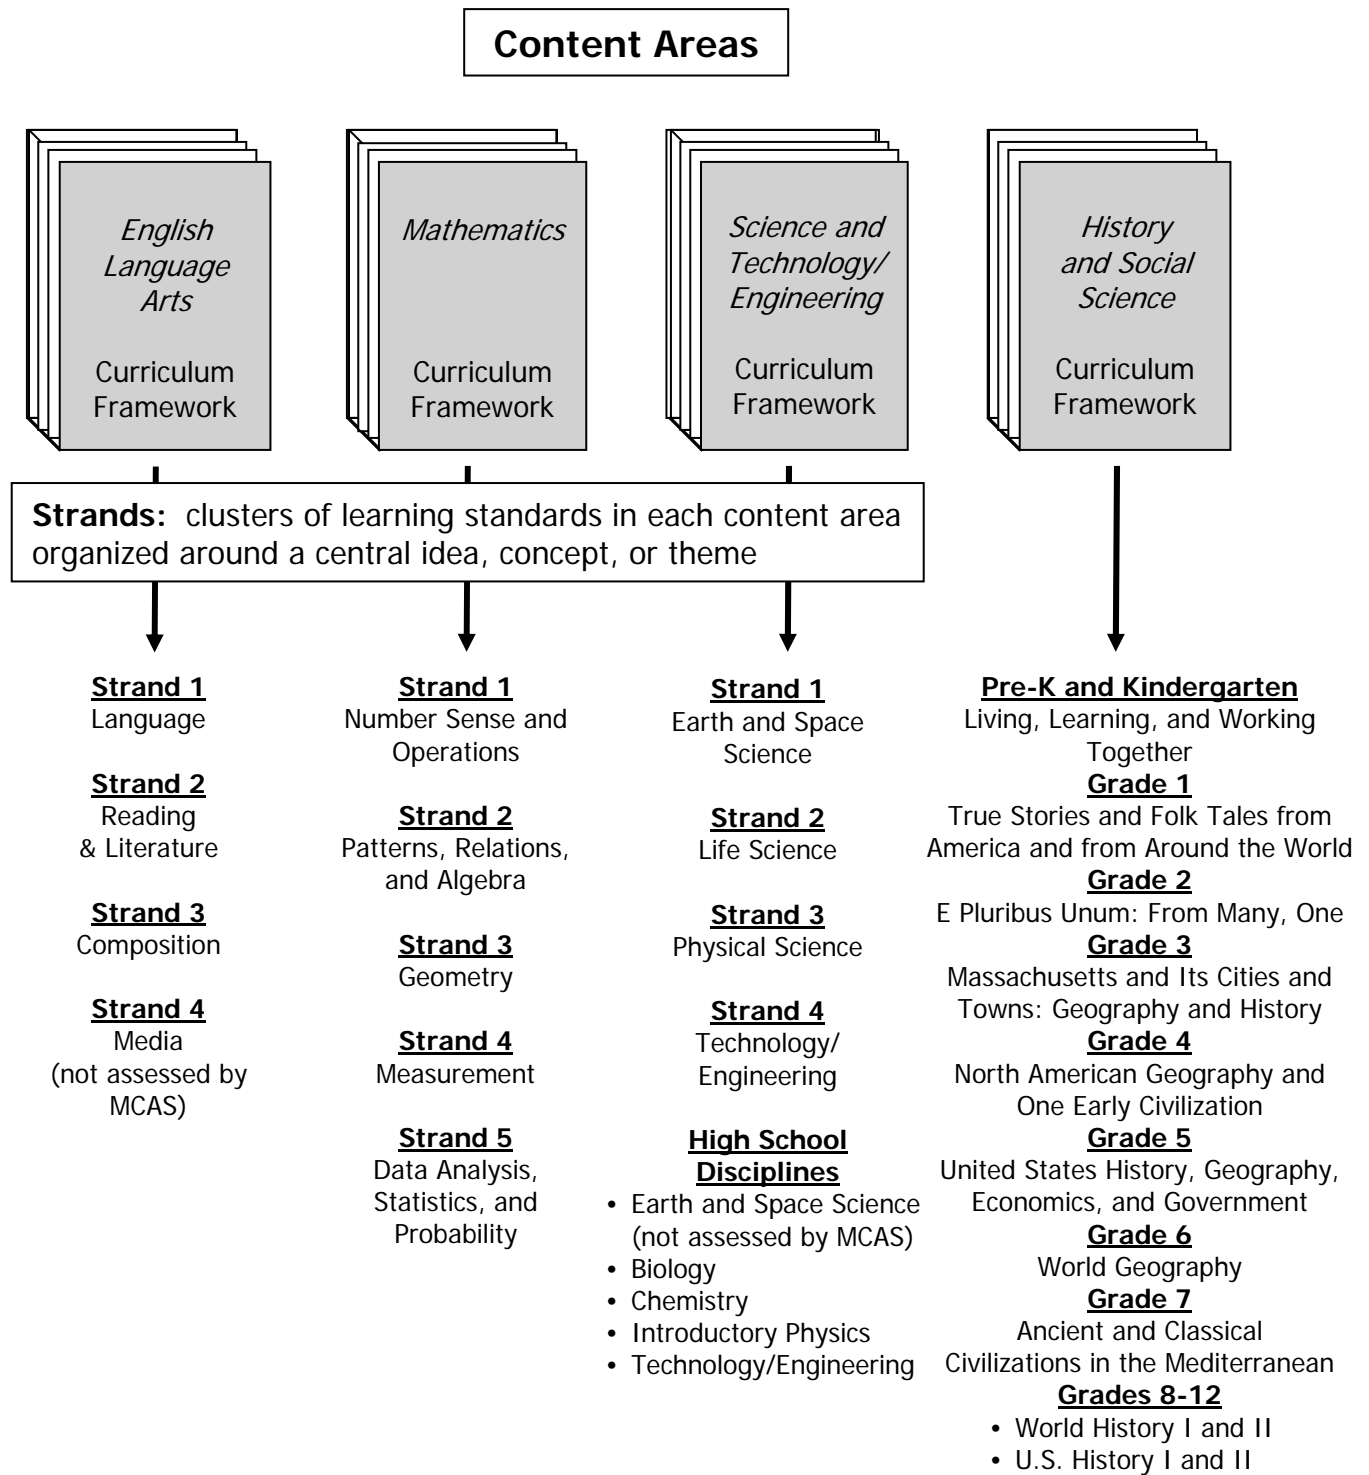 Content Areas
English
Language
Arts
Curriculum
Framework
Mathematics
Curriculum
Framework
Science and
Technology/
Engineering
Curriculum
Framework
History
and Social
Science
Curriculum
Framework
Strands: clusters of learning standards in each content area
organized around a central idea, concept, or theme
Strand 1
Language
Strand 2
Reading
& Literature
Strand 3
Composition
Strand 4
Media
(not assessed by
MCAS)
Strand 1
Number Sense and
Operations
Strand 2
Patterns, Relations,
and Algebra
Strand 3
Geometry
Strand 4
Measurement
Strand 5
Data Analysis,
Statistics, and
Probability
Strand 1
Earth and Space
Science
Strand 2
Life Science
Strand 3
Physical Science
Strand 4
Technology/
Engineering
High School
Disciplines
• Earth and Space Science
(not assessed by MCAS)
• Biology
• Chemistry
• Introductory Physics
• Technology/Engineering
Pre-K and Kindergarten
Living, Learning, and Working
Together
Grade 1
True Stories and Folk Tales from
America and from Around the World
Grade 2
E Pluribus Unum: From Many, One
Grade 3
Massachusetts and Its Cities and
Towns: Geography and History
Grade 4
North American Geography and
One Early Civilization
Grade 5
United States History, Geography,
Economics, and Government
Grade 6
World Geography
Grade 7
Ancient and Classical
Civilizations in the Mediterranean
Grades 8-12
• World History I and II
• U.S. History I and II